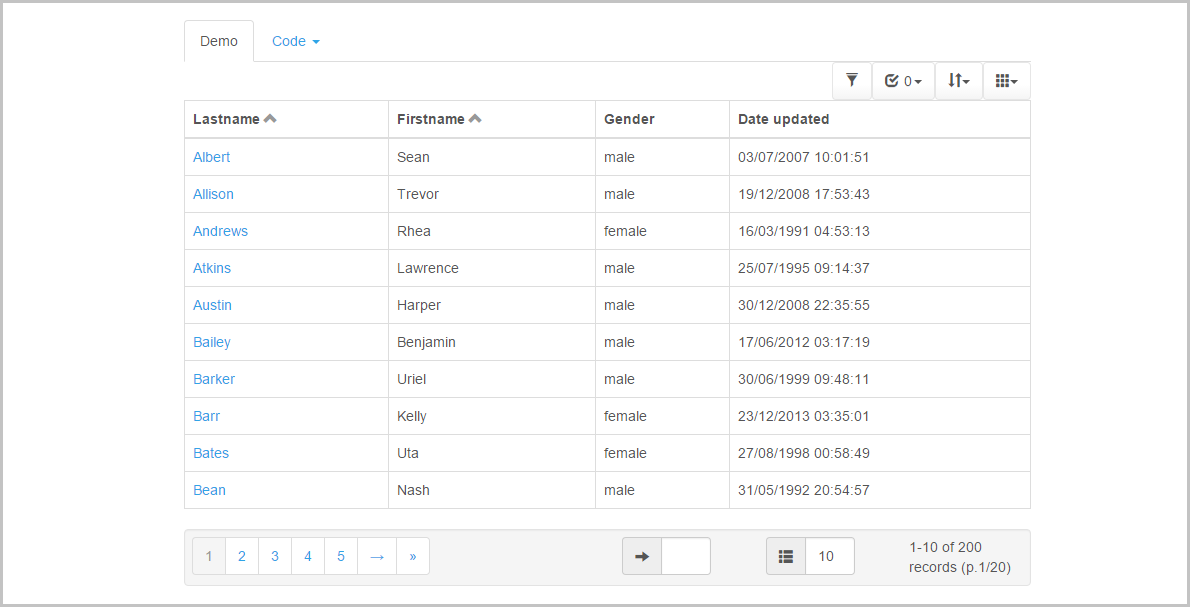 Demo Code
0
Lastname Firstname Gender Date updated
Albert Sean male 03/07/2007 10:01:51
Allison Trevor male 19/12/2008 17:53:43
Andrews Rhea female 16/03/1991 04:53:13
Atkins Lawrence male 25/07/1995 09:14:37
Austin Harper male 30/12/2008 22:35:55
Bailey Benjamin male 17/06/2012 03:17:19
Barker Uriel male 30/06/1999 09:48:11
Barr Kelly female 23/12/2013 03:35:01
Bates Uta female 27/08/1998 00:58:49
Bean Nash male 31/05/1992 20:54:57
1 2 3 4 5 → » 10 1-10 of 200
records (p.1/20)